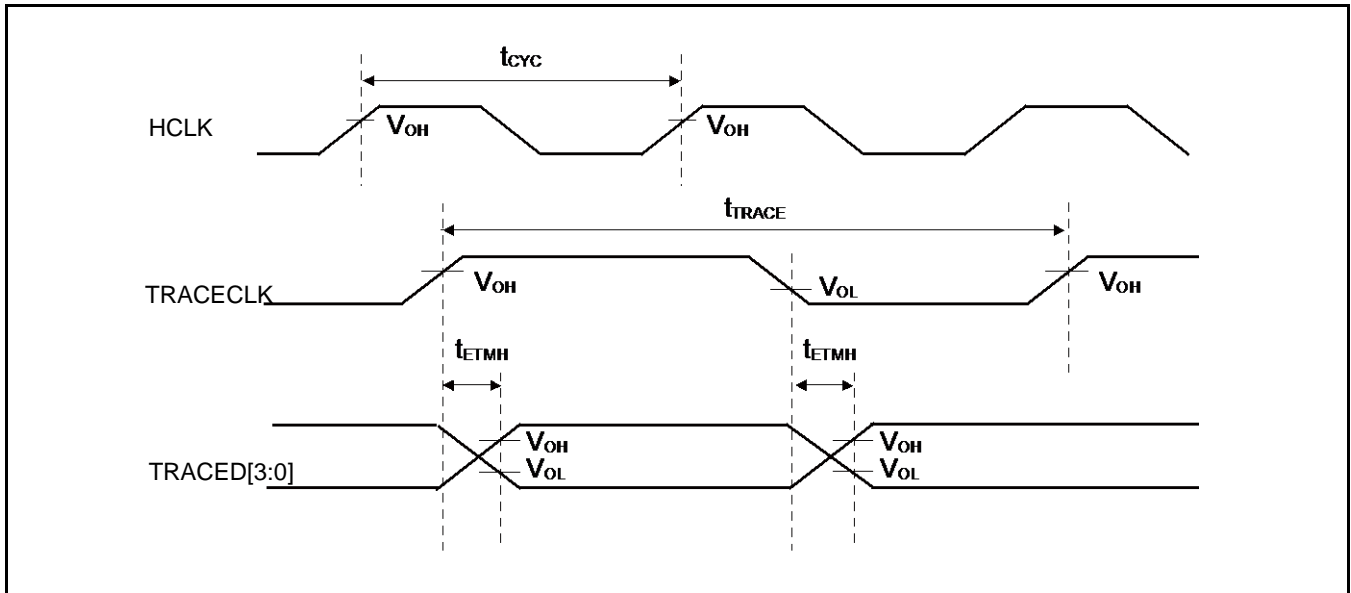 tCYC
HCLK
VOH
VOH
tTRACE
TRACECLK
VOH
VOL
VOH
tETMH
tETMH
TRACED[3:0]
VOH
VOL
VOH
VOL